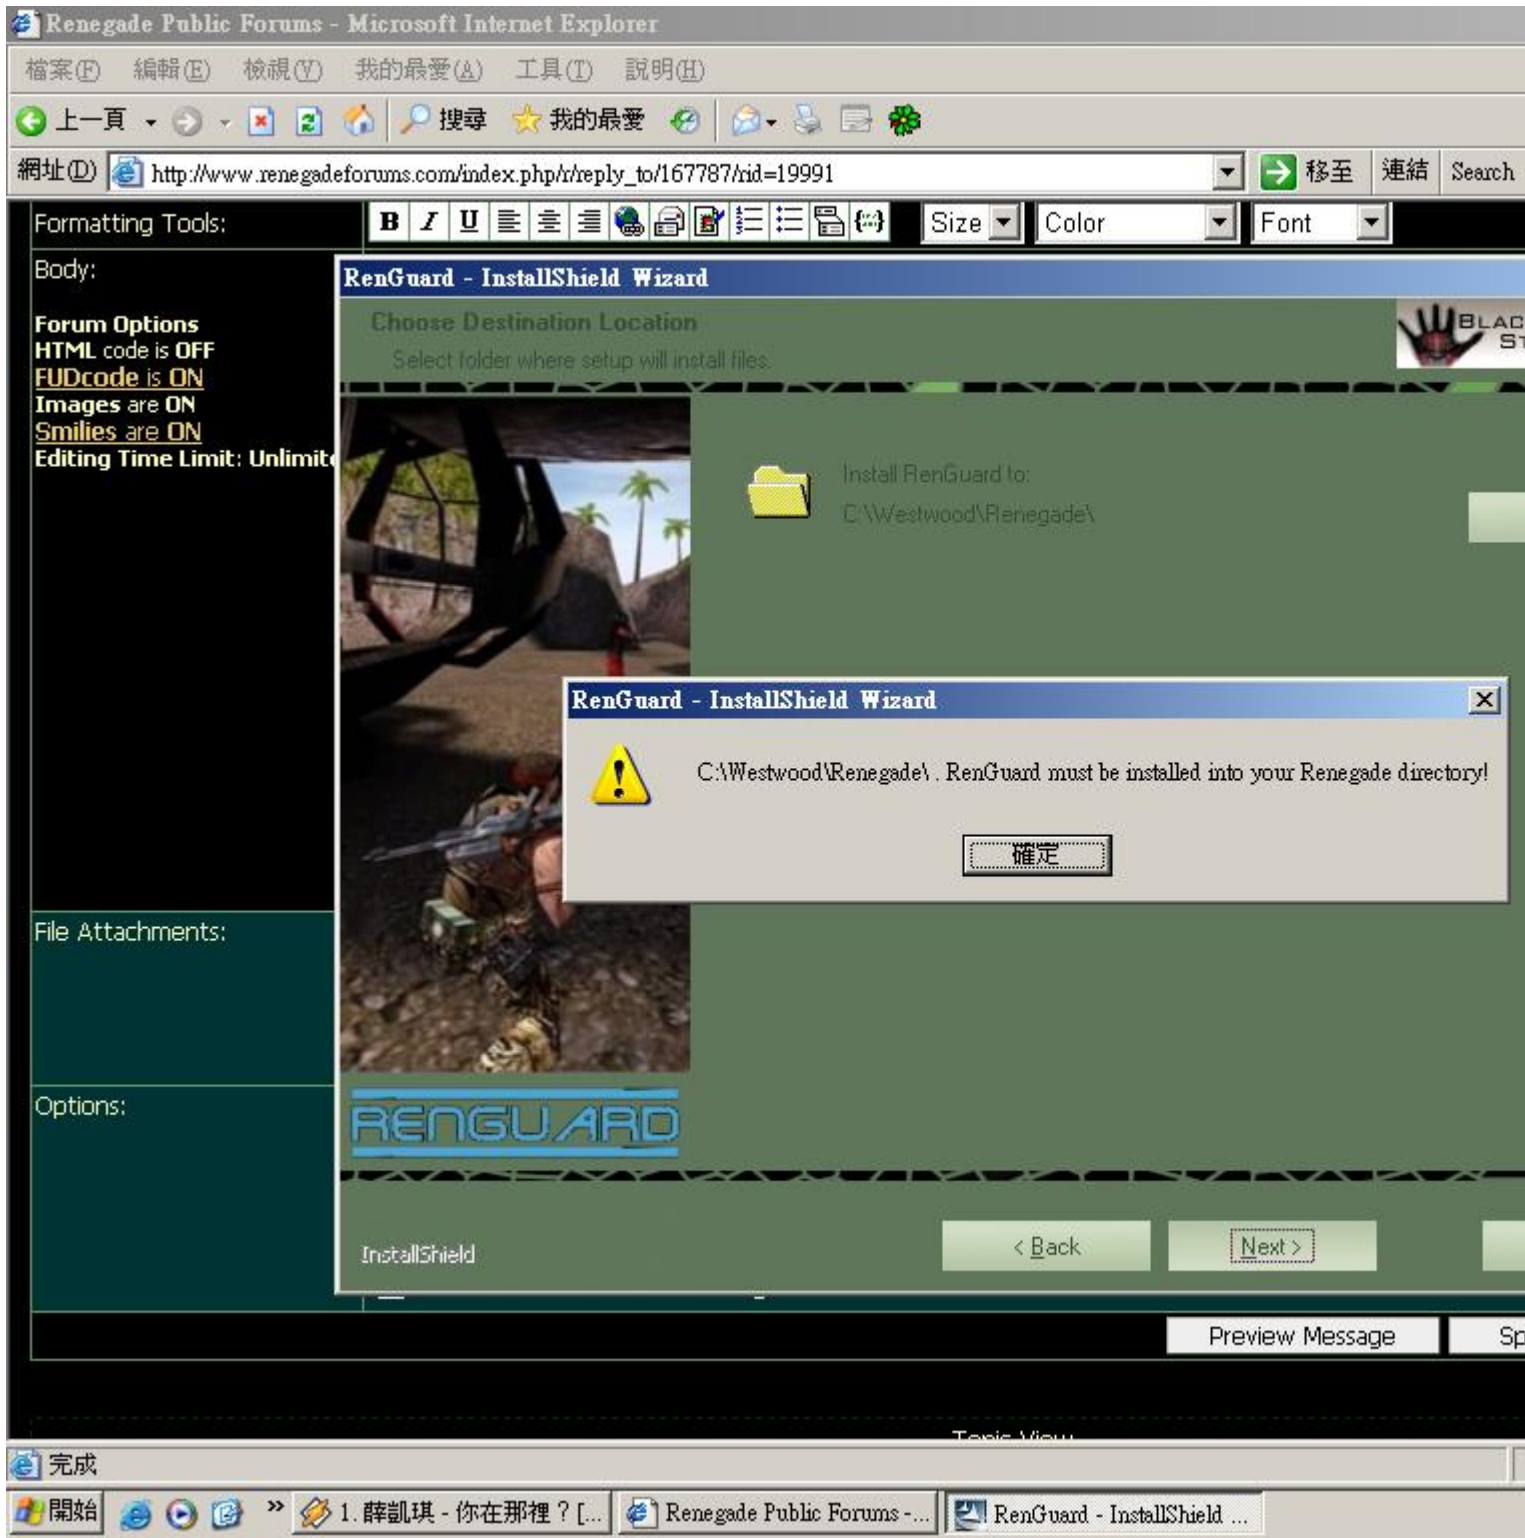 Renegade Public Forums - Microsoft Internet Explorer
檔案(F) 編輯(E) 檢視(V) 我的最愛(A) 工具(T) 說明(H)
上一頁 搜尋 我的最愛
網址(D) http://www.renegadeforums.com/index.php/r/reply_to/167787/rid=19991 移至 連結 Search
Formatting Tools: B I U Size Color Font
Body:
Forum Options
HTML code is OFF
FUDcode is ON
Images are ON
Smilies are ON
Editing Time Limit: Unlimite
RenGuard - InstallShield Wizard
Choose Destination Location
Select folder where setup will install files.
BLAC
ST
Install RenGuard to:
C:\Westwood\Renegade\
RenGuard - InstallShield Wizard
C:\Westwood\Renegade\ . RenGuard must be installed into your Renegade directory!
確定
File Attachments:
Options:
RENGUARD
InstallShield
< Back Next >
Preview Message Sp
Topic View
完成
開始 » 1. 薛凱琪 - 你在那裡？[... Renegade Public Forums -... RenGuard - InstallShield ...